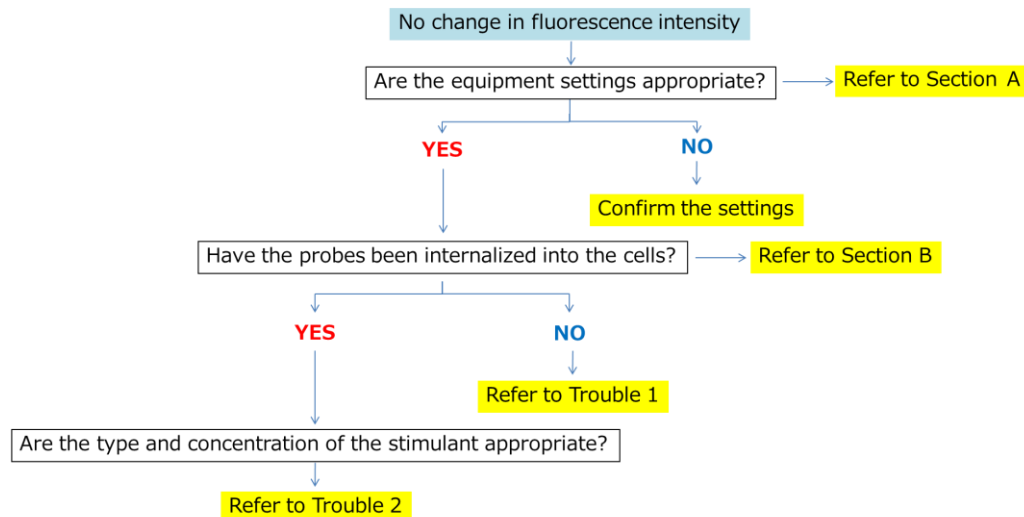 No change in fluorescence intensity
Are the equipment settings appropriate?
Refer to Section A
YES
NO
Confirm the settings
Have the probes been internalized into the cells?
Refer to Section B
YES
NO
Refer to Trouble 1
Are the type and concentration of the stimulant appropriate?
Refer to Trouble 2